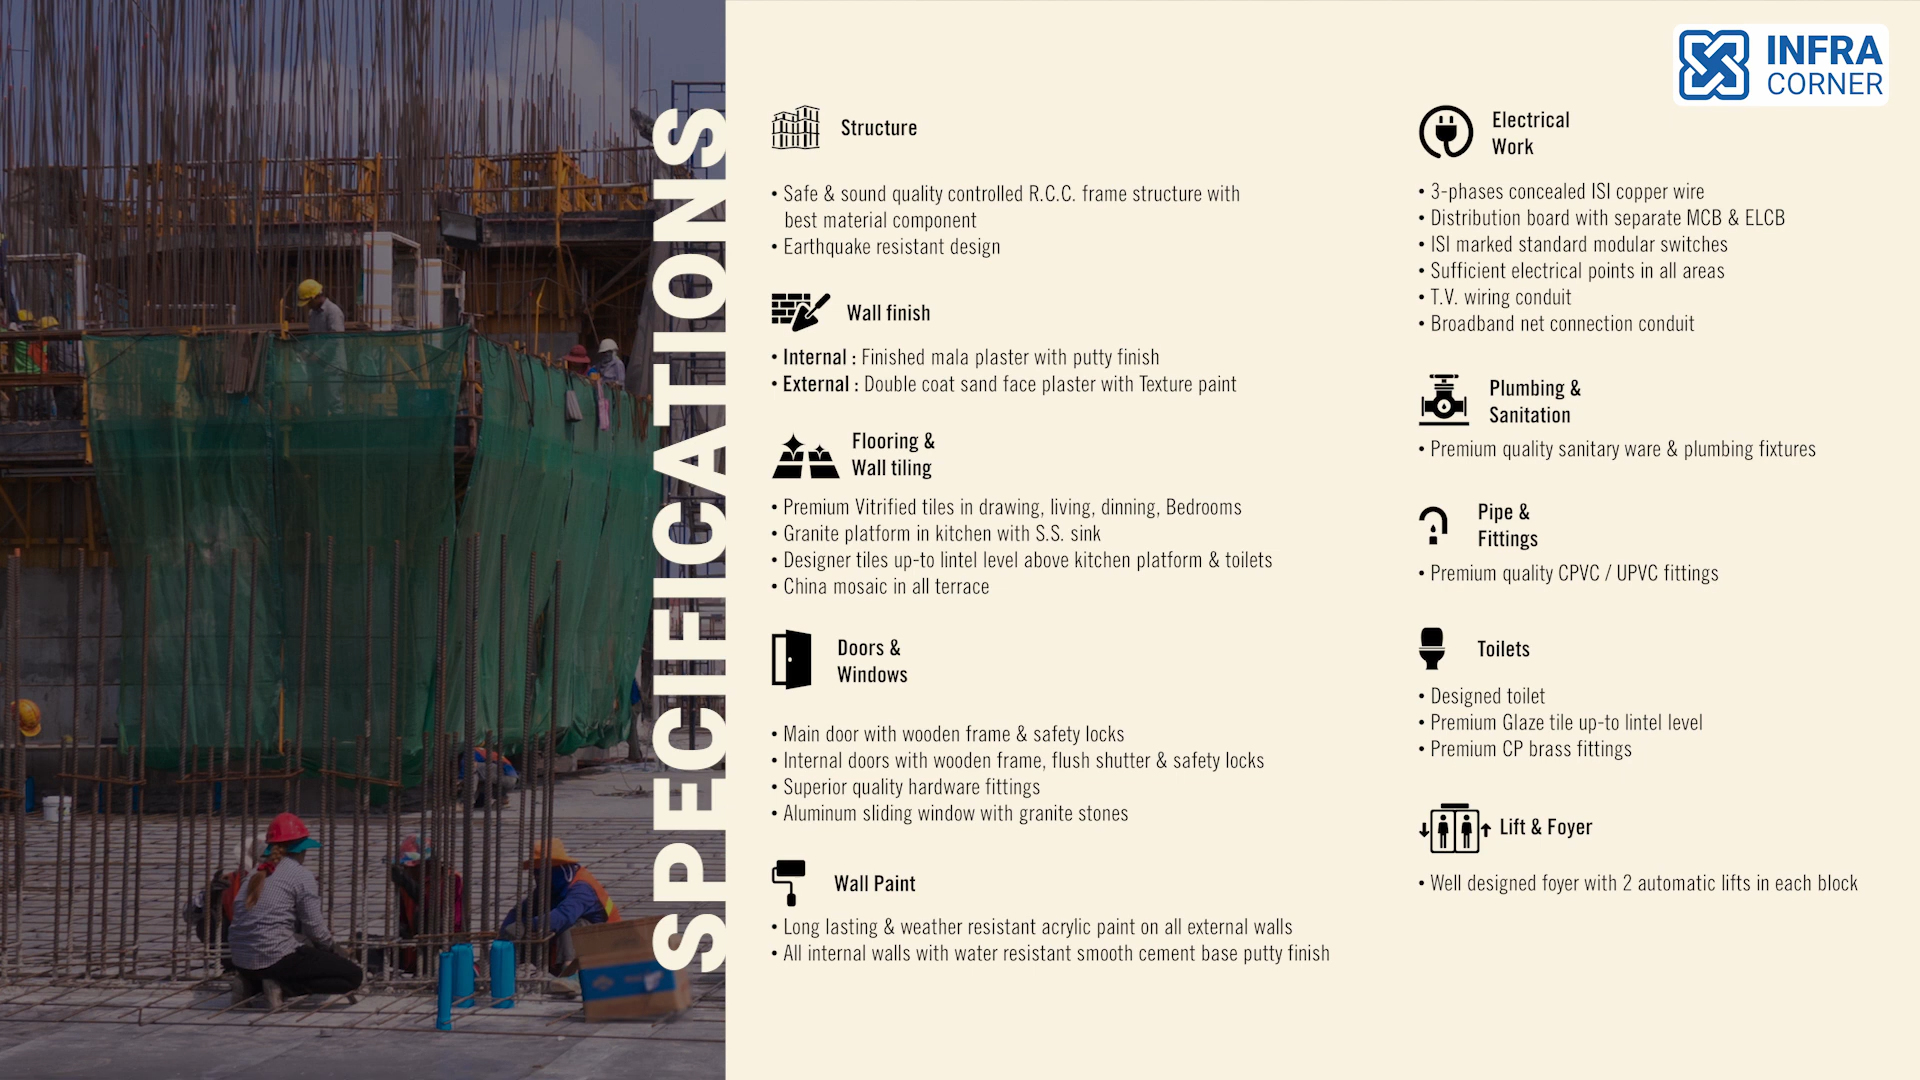 INFRA
CORNER
SPECIFICATIONS
Structure
• Safe & sound quality controlled R.C.C. frame structure with
best material component
• Earthquake resistant design
Wall finish
• Internal : Finished mala plaster with putty finish
• External : Double coat sand face plaster with Texture paint
Flooring &
Wall tiling
• Premium Vitrified tiles in drawing, living, dinning, Bedrooms
• Granite platform in kitchen with S.S. sink
• Designer tiles up-to lintel level above kitchen platform & toilets
• China mosaic in all terrace
Doors &
Windows
• Main door with wooden frame & safety locks
• Internal doors with wooden frame, flush shutter & safety locks
• Superior quality hardware fittings
• Aluminum sliding window with granite stones
Wall Paint
• Long lasting & weather resistant acrylic paint on all external walls
• All internal walls with water resistant smooth cement base putty finish
Electrical
Work
• 3-phases concealed ISI copper wire
• Distribution board with separate MCB & ELCB
• ISI marked standard modular switches
• Sufficient electrical points in all areas
• T.V. wiring conduit
• Broadband net connection conduit
Plumbing &
Sanitation
• Premium quality sanitary ware & plumbing fixtures
Pipe &
Fittings
• Premium quality CPVC / UPVC fittings
Toilets
• Designed toilet
• Premium Glaze tile up-to lintel level
• Premium CP brass fittings
Lift & Foyer
• Well designed foyer with 2 automatic lifts in each block